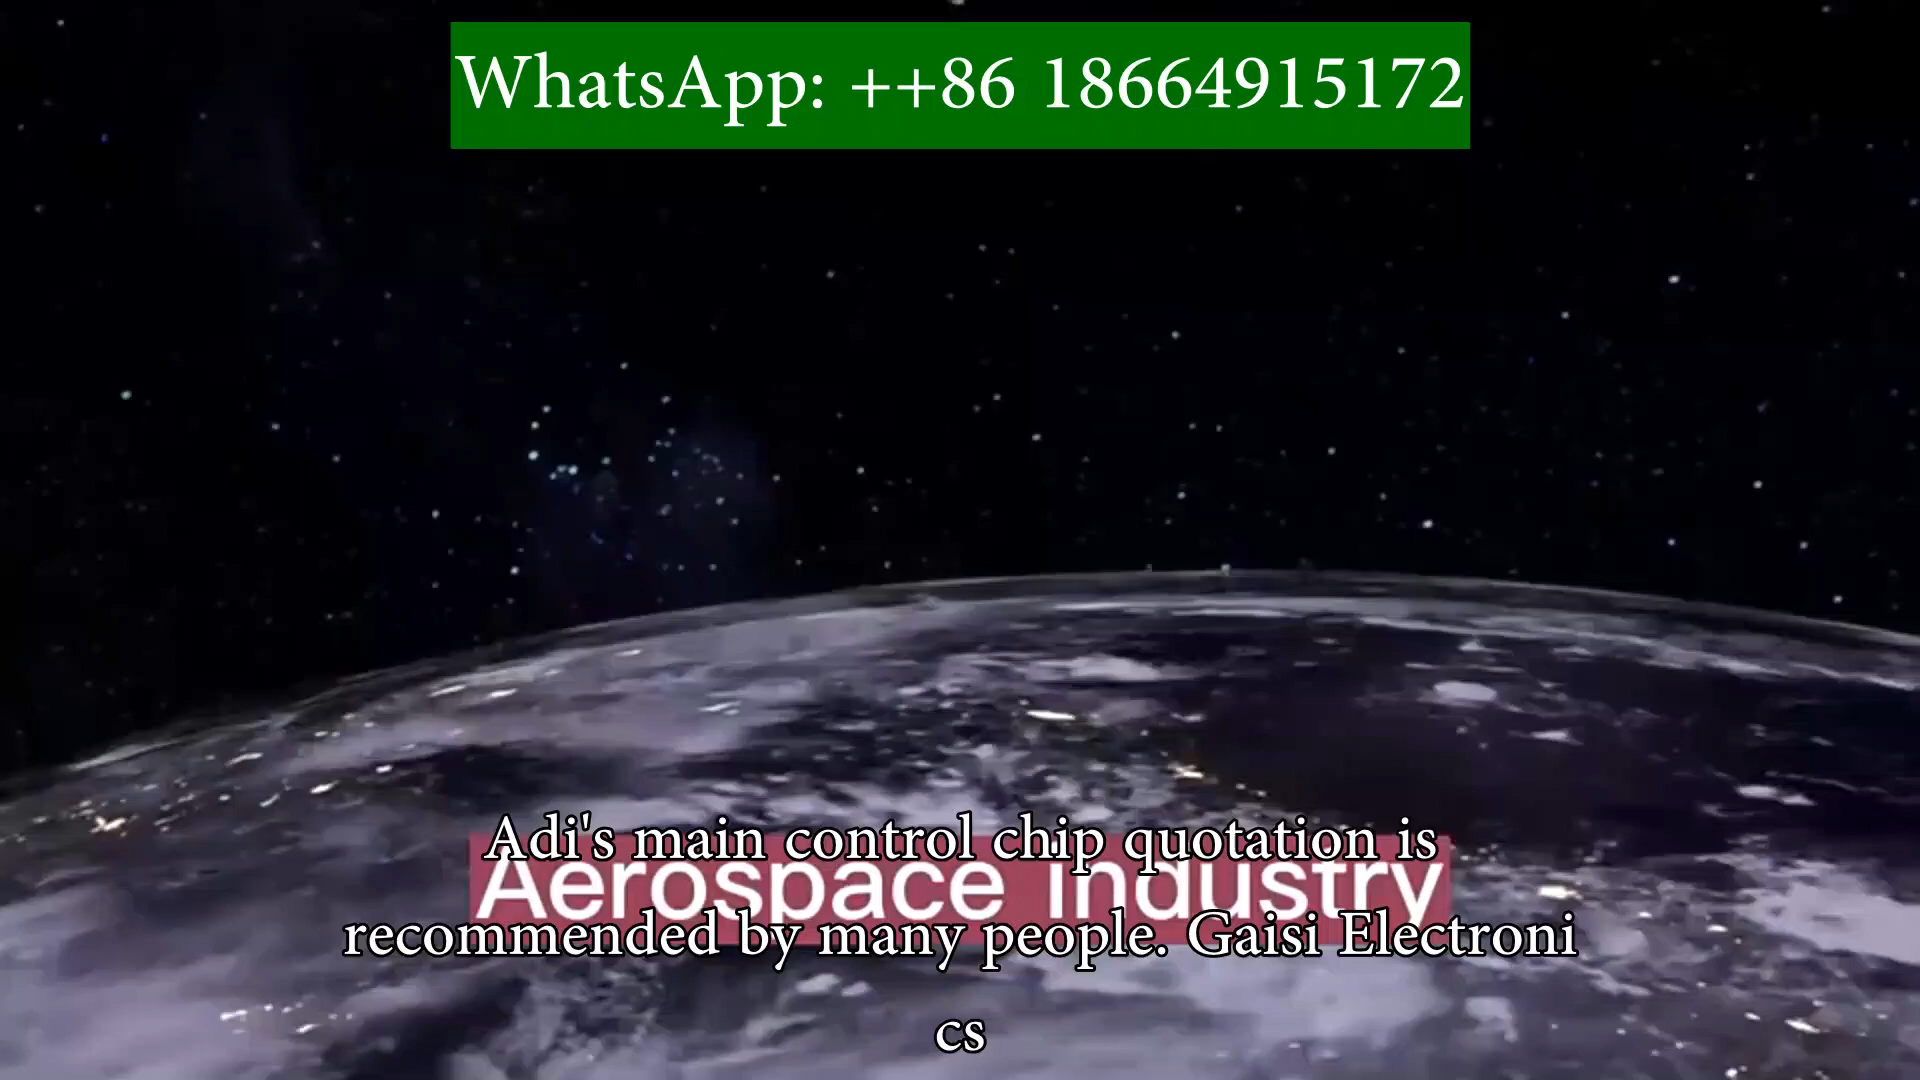 WhatsApp: ++86 18664915172
Adi's main control chip quotation is
Aerospace industry
recommended by many people. Gaisi Electroni
cs